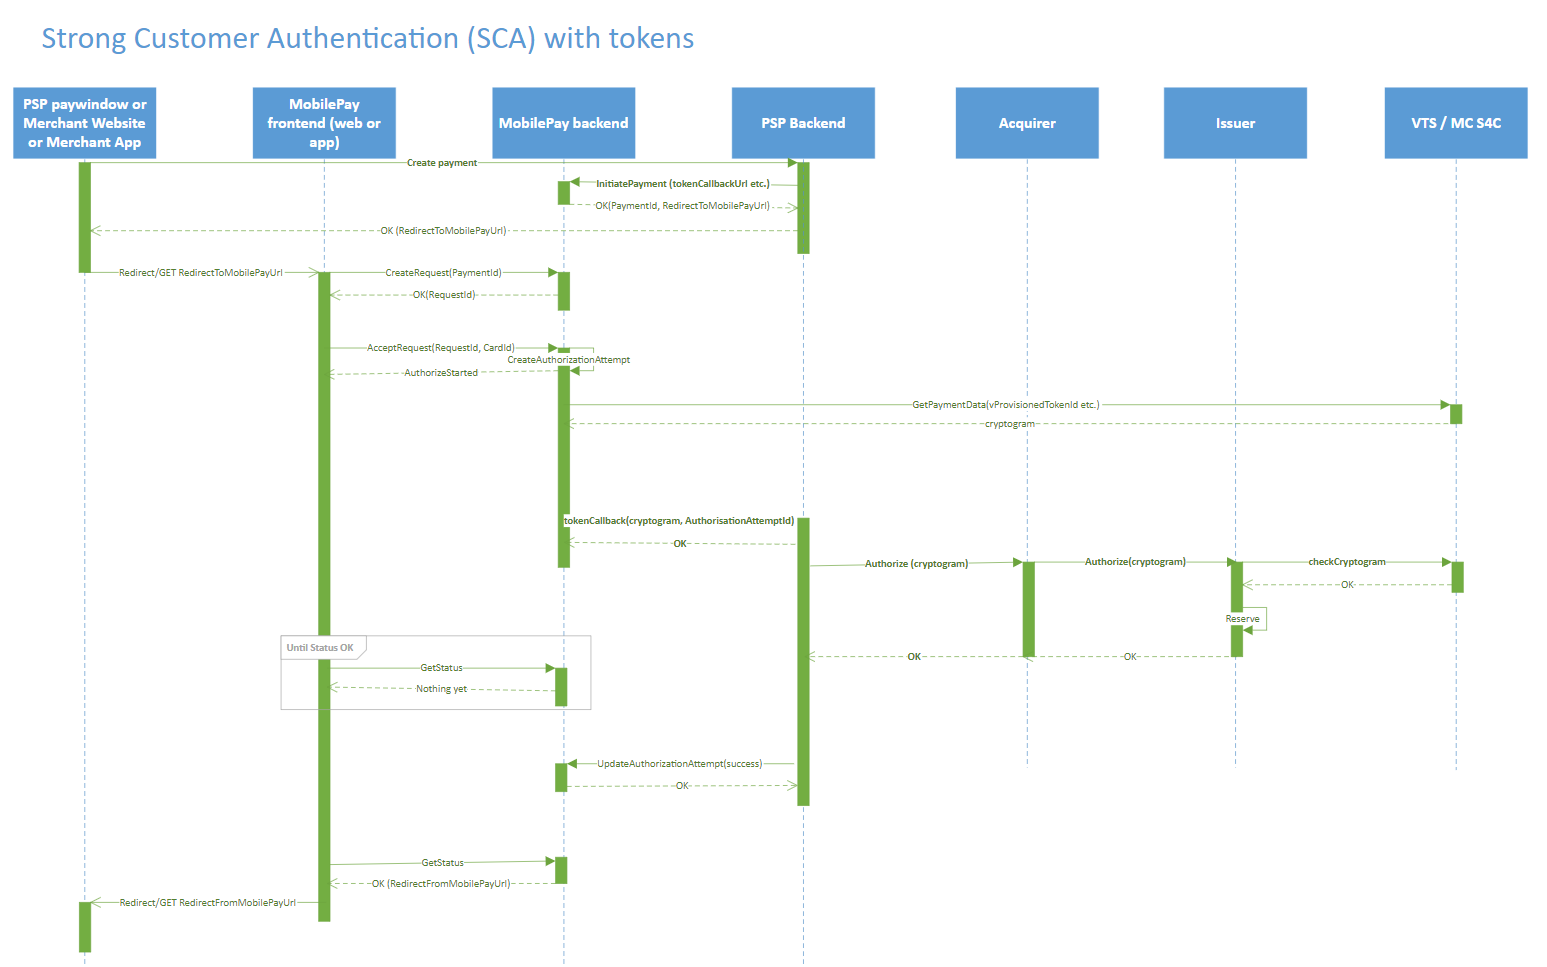 Strong Customer Authentication (SCA) with tokens
PSP paywindow or
Merchant Website
or Merchant App
MobilePay
frontend (web or
app)
MobilePay backend
PSP Backend
Acquirer
Issuer
VTS / MC S4C
Create payment
InitiatePayment (tokenCallbackUrl etc.)
OK(PaymentId, RedirectToMobilePayUrl)
OK (RedirectToMobilePayUrl)
Redirect/GET RedirectToMobilePayUrl
CreateRequest(PaymentId)
OK(RequestId)
AcceptRequest(RequestId, CardId)
CreateAuthorizationAttempt
AuthorizeStarted
GetPaymentData(vProvisionedTokenId etc.)
cryptogram
tokenCallback(cryptogram, AuthorisationAttemptId)
OK
Authorize (cryptogram)
Authorize(cryptogram)
checkCryptogram
OK
Reserve
OK
OK
Until Status OK
GetStatus
Nothing yet
UpdateAuthorizationAttempt(success)
OK
GetStatus
OK (RedirectFromMobilePayUrl)
Redirect/GET RedirectFromMobilePayUrl